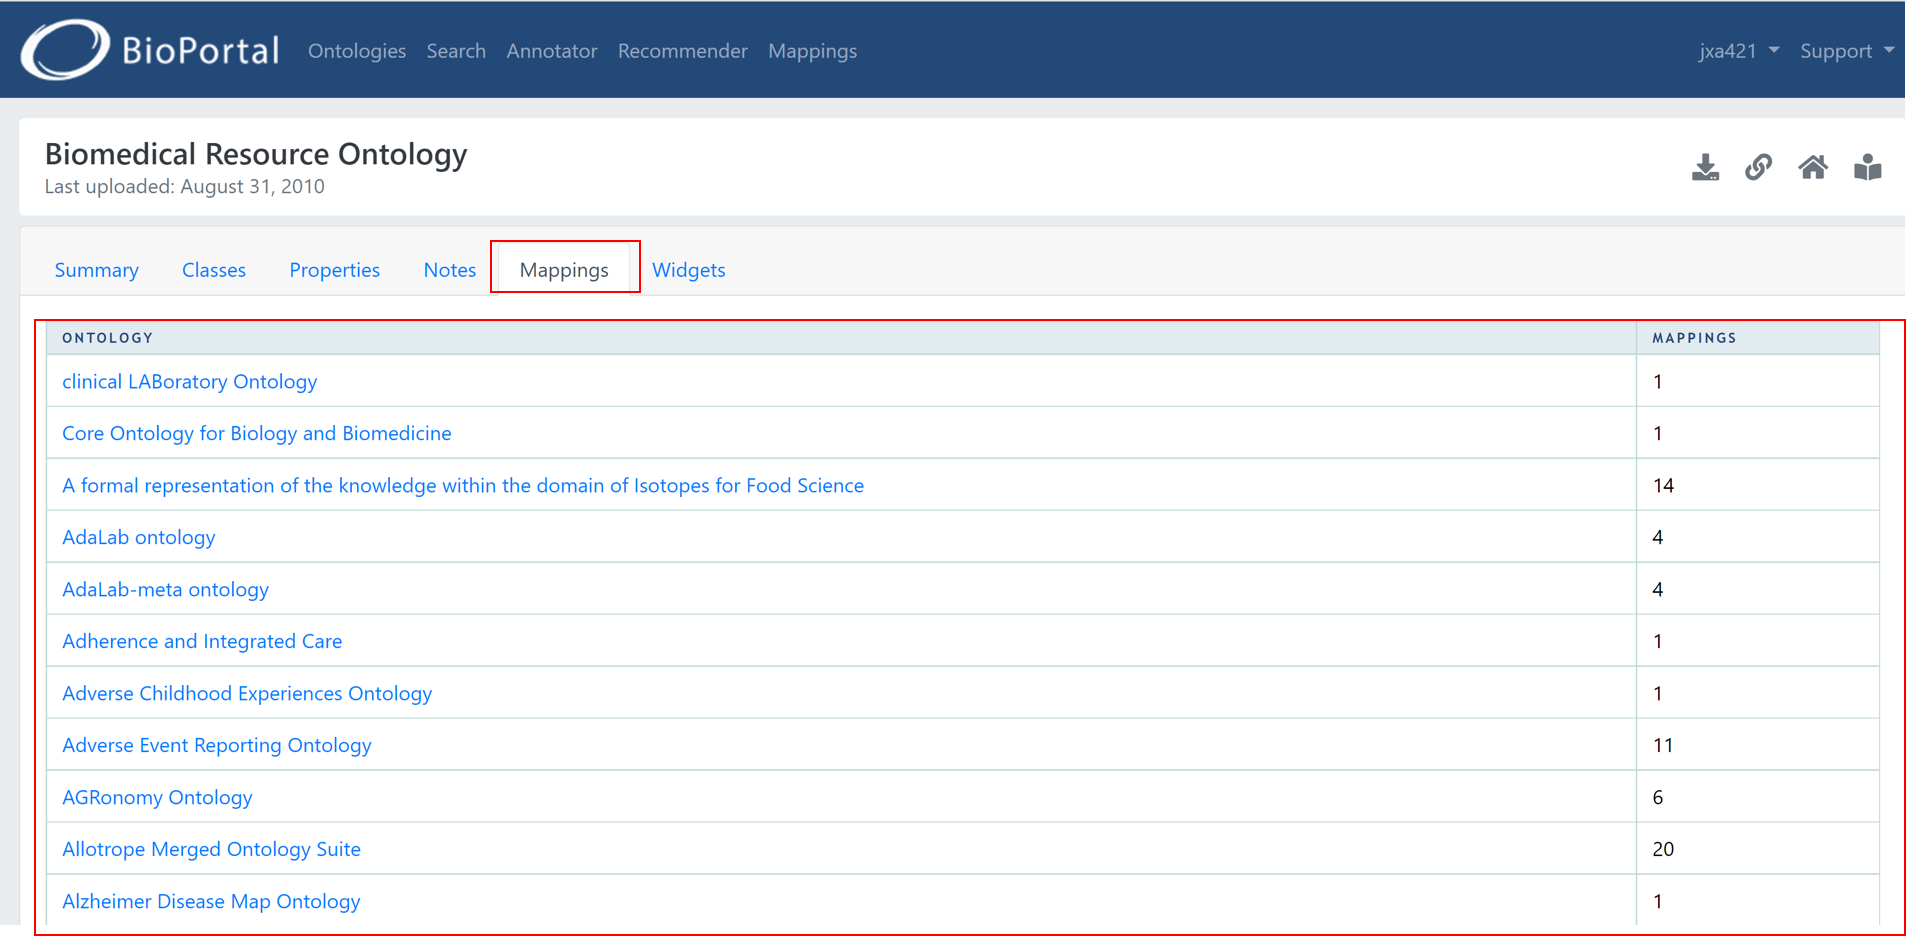 BioPortal Ontologies Search Annotator Recommender Mappings jxa421 Support
Biomedical Resource Ontology
Last uploaded: August 31, 2010
Summary Classes Properties Notes Mappings Widgets
ONTOLOGY MAPPINGS
clinical LABoratory Ontology 1
Core Ontology for Biology and Biomedicine 1
A formal representation of the knowledge within the domain of Isotopes for Food Science 14
AdaLab ontology 4
AdaLab-meta ontology 4
Adherence and Integrated Care 1
Adverse Childhood Experiences Ontology 1
Adverse Event Reporting Ontology 11
AGRonomy Ontology 6
Allotrope Merged Ontology Suite 20
Alzheimer Disease Map Ontology 1